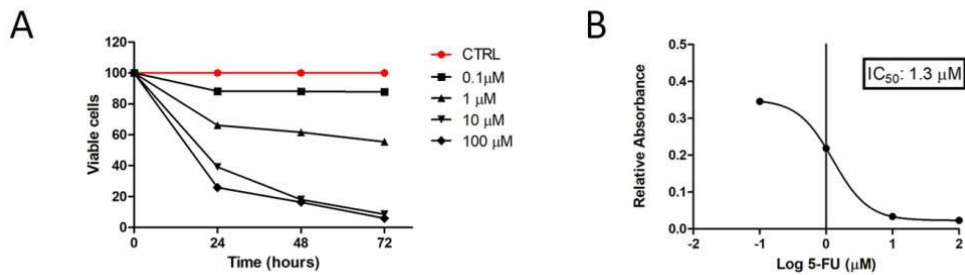 A
120
100
80
60
40
20
0
Viable cells
0
24
48
72
Time (hours)
CTRL
0.1μM
1 μM
10 μM
100 μM
B
0.5
0.4
0.3
0.2
0.1
0.0
Relative Absorbance
-2
-1
0
1
2
Log 5-FU (μM)
IC₅₀: 1.3 μM